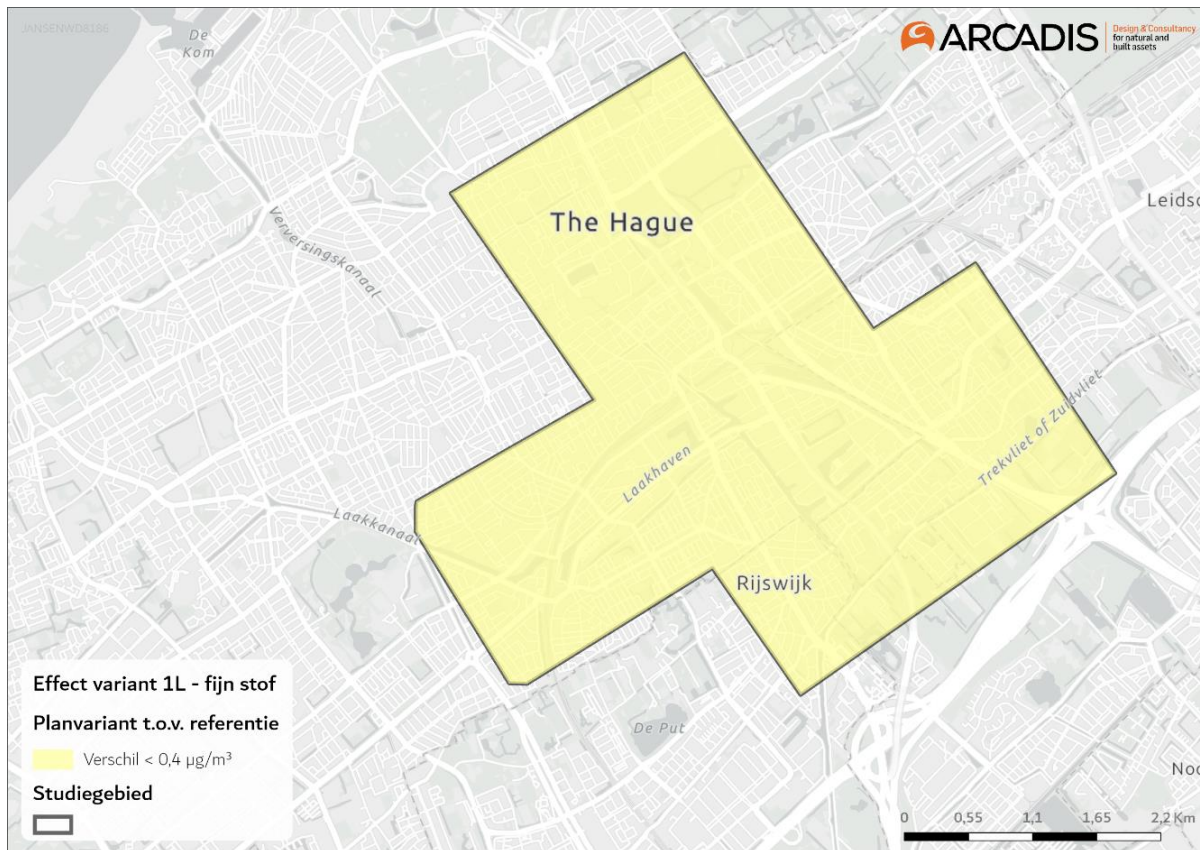 JANSENWD8186
ARCADIS
Design & Consultancy
for natural and
built assets
De
Kom
Leidsc
The Hague
Verversingskanaal
Trekvliet of Zuidvliet
Laakhaven
Laakkanaal
Rijswijk
De Put
Noo
Effect variant 1L - fijn stof
Planvariant t.o.v. referentie
Verschil < 0,4 µg/m³
Studiegebied
0 0,55 1,1 1,65 2,2 Km